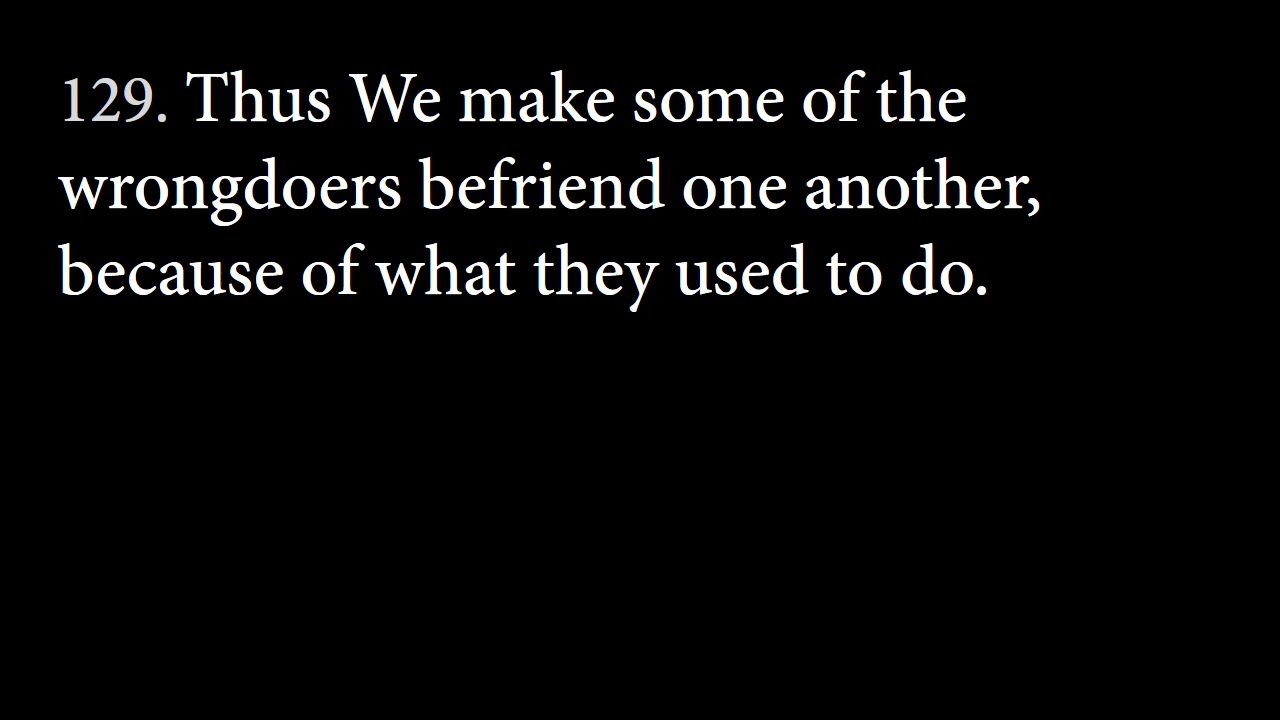 129. Thus We make some of the
wrongdoers befriend one another,
because of what they used to do.